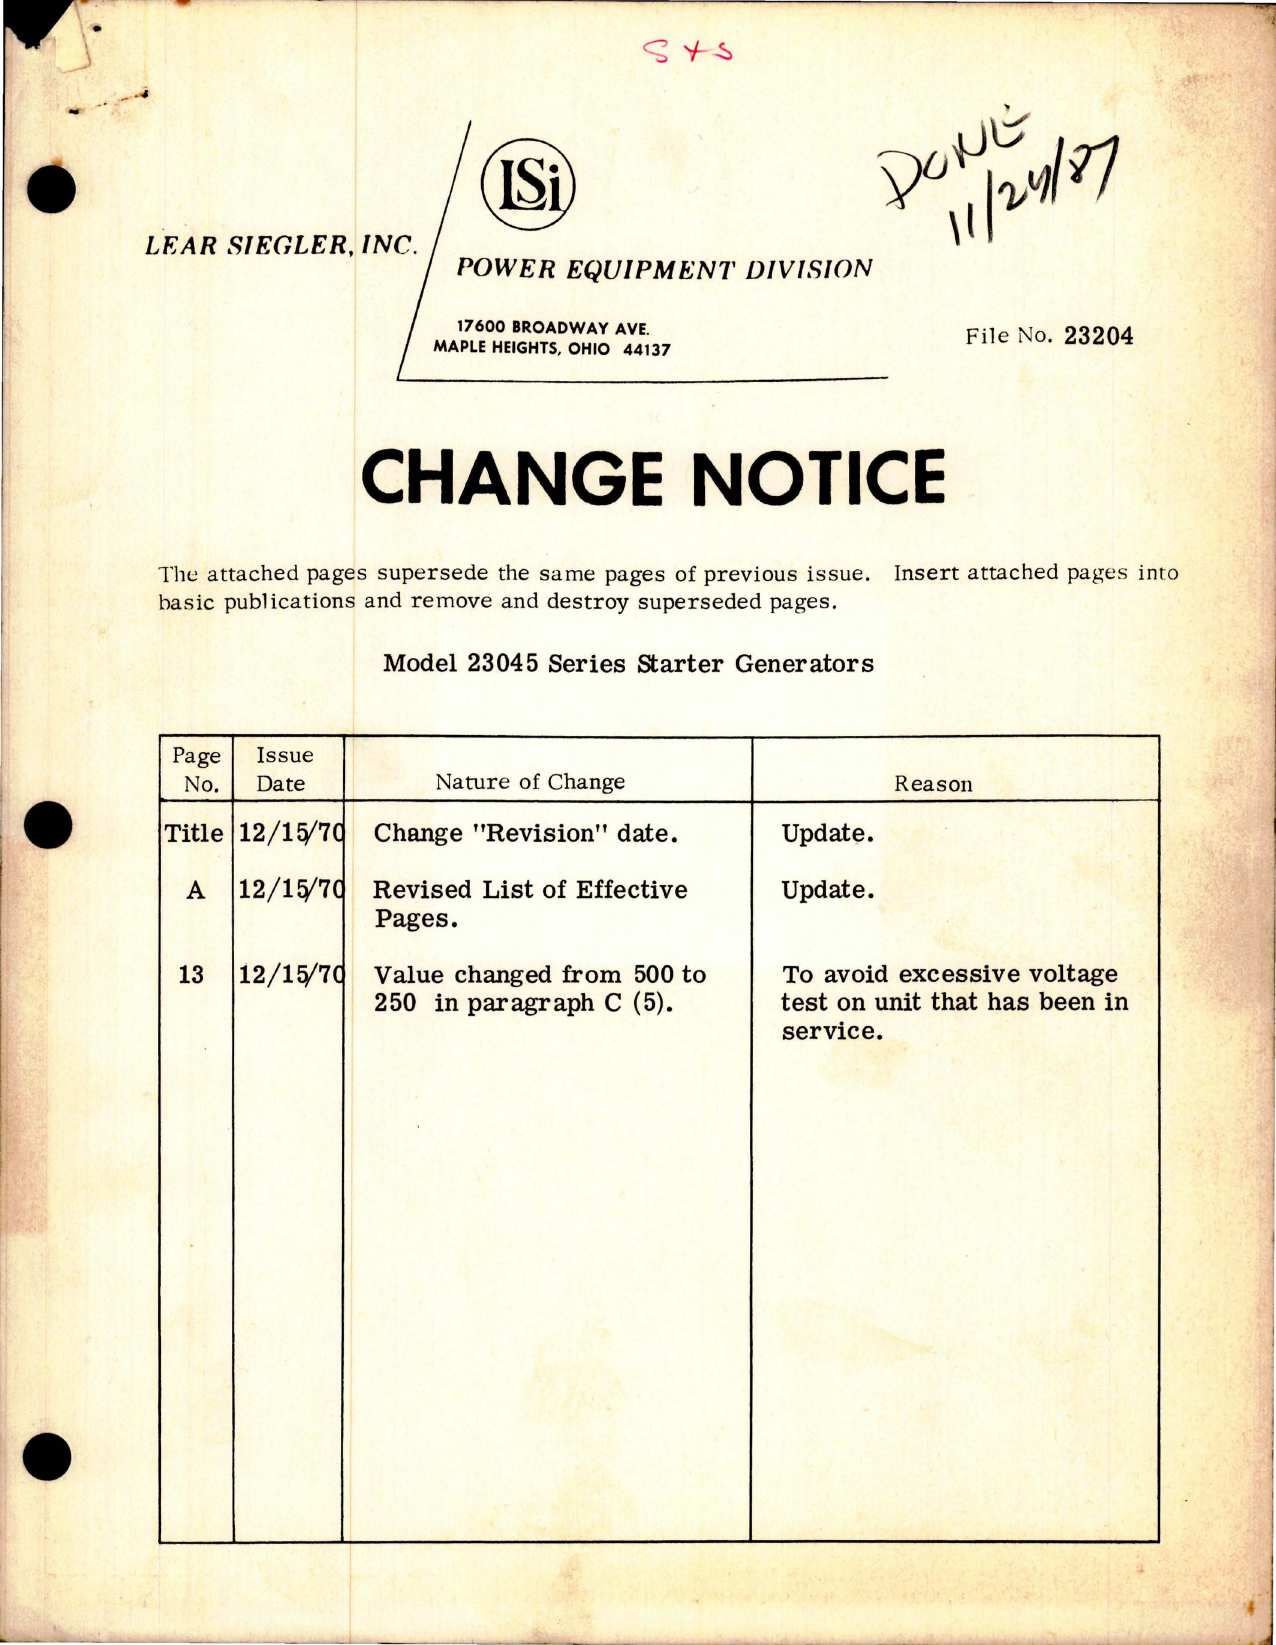 S+S
DONE
11/24/87
LSi
LEAR SIEGLER, INC.
POWER EQUIPMENT DIVISION
17600 BROADWAY AVE.
MAPLE HEIGHTS, OHIO 44137
File No. 23204
CHANGE NOTICE
The attached pages supersede the same pages of previous issue. Insert attached pages into
basic publications and remove and destroy superseded pages.
Model 23045 Series Starter Generators
Page No. Issue Date Nature of Change Reason
Title 12/15/70 Change "Revision" date. Update.
A 12/15/70 Revised List of Effective Update.
Pages.
13 12/15/70 Value changed from 500 to To avoid excessive voltage
250 in paragraph C (5). test on unit that has been in
service.